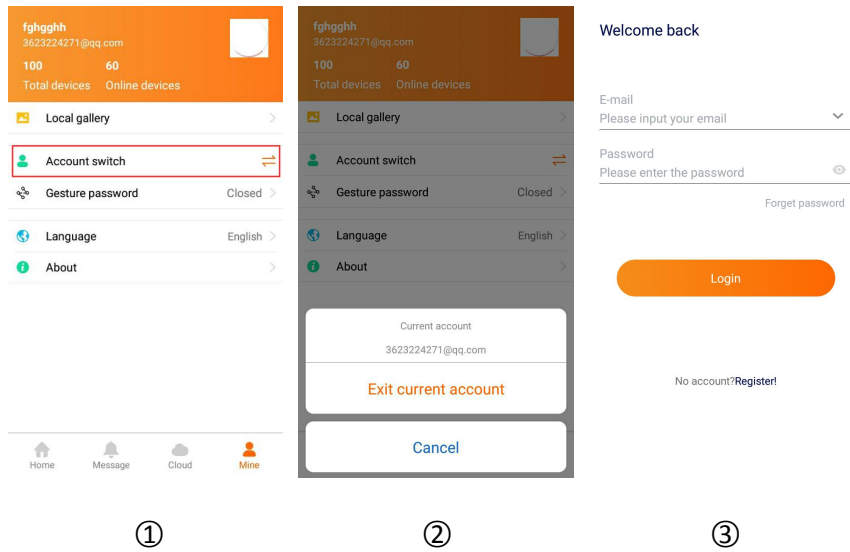 fghgghh
3623224271@qq.com
100 60
Total devices Online devices
Local gallery
Account switch
Gesture password Closed
Language English
About
Home Message Cloud Mine
①
fghgghh
3623224271@qq.com
100 60
Total devices Online devices
Local gallery
Account switch
Gesture password Closed
Language English
About
Current account
3623224271@qq.com
Exit current account
Cancel
②
Welcome back
E-mail
Please input your email
Password
Please enter the password
Forget password
Login
No account?Register!
③